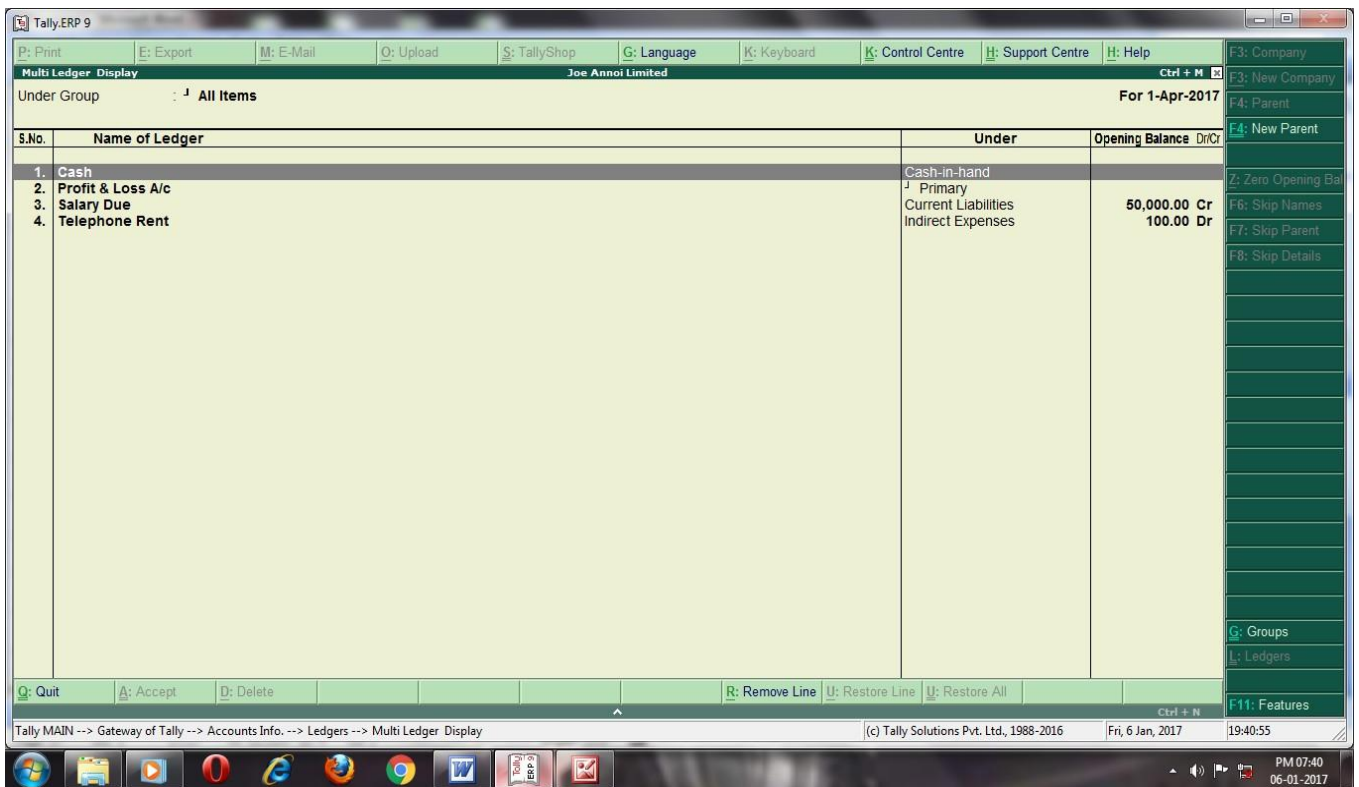 Tally.ERP 9
P: Print E: Export M: E-Mail O: Upload S: TallyShop G: Language K: Keyboard K: Control Centre H: Support Centre H: Help F3: Company
Multi Ledger Display Joe Annoi Limited Ctrl + M F3: New Company
Under Group : ┘ All Items For 1-Apr-2017 F4: Parent
F4: New Parent
S.No. Name of Ledger Under Opening Balance Dr/Cr
1. Cash Cash-in-hand
Z: Zero Opening Bal
2. Profit & Loss A/c ┘ Primary
3. Salary Due Current Liabilities 50,000.00 Cr F6: Skip Names
4. Telephone Rent Indirect Expenses 100.00 Dr
F7: Skip Parent
F8: Skip Details
G: Groups
L: Ledgers
Q: Quit A: Accept D: Delete R: Remove Line U: Restore Line U: Restore All
F11: Features
Ctrl + N
Tally MAIN --> Gateway of Tally --> Accounts Info. --> Ledgers --> Multi Ledger Display (c) Tally Solutions Pvt. Ltd., 1988-2016 Fri, 6 Jan, 2017 19:40:55
PM 07:40
06-01-2017